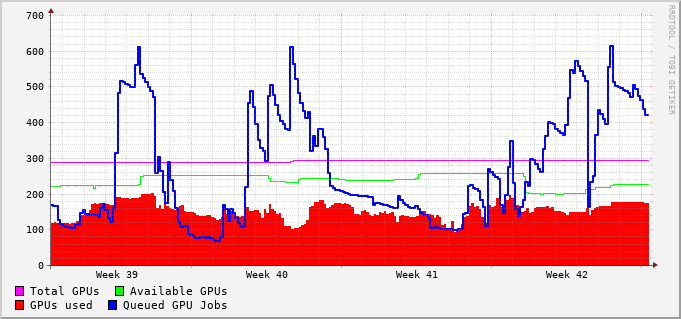 700
600
500
400
300
200
100
0
Week 39 Week 40 Week 41 Week 42
Total GPUs Available GPUs
GPUs used Queued GPU Jobs
RRDTOOL / TOBI OETIKER